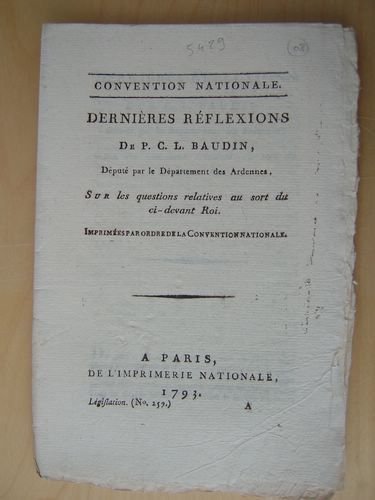 5429 (28)
CONVENTION NATIONALE.
DERNIÈRES RÉFLEXIONS
DE P. C. L. BAUDIN,
Député par le Département des Ardennes,
SUR les questions relatives au sort du
ci-devant Roi.
IMPRIMÉES PAR ORDRE DE LA CONVENTION NATIONALE.
A PARIS,
DE L'IMPRIMERIE NATIONALE,
1793.
Législation. (No. 259.) A